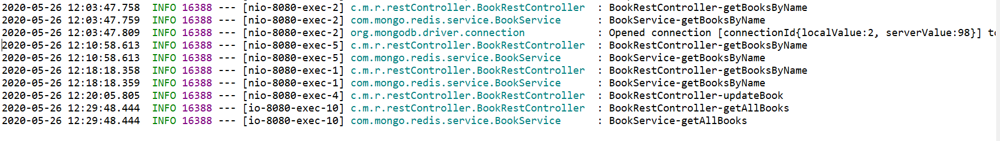 2020-05-26 12:03:47.758  INFO 16388 --- [nio-8080-exec-2] c.m.r.restController.BookRestController  : BookRestController-getBooksByName
2020-05-26 12:03:47.759  INFO 16388 --- [nio-8080-exec-2] com.mongo.redis.service.BookService      : BookService-getBooksByName
2020-05-26 12:03:47.809  INFO 16388 --- [nio-8080-exec-2] org.mongodb.driver.connection            : Opened connection [connectionId{localValue:2, serverValue:98}] to
2020-05-26 12:10:58.613  INFO 16388 --- [nio-8080-exec-5] c.m.r.restController.BookRestController  : BookRestController-getBooksByName
2020-05-26 12:10:58.613  INFO 16388 --- [nio-8080-exec-5] com.mongo.redis.service.BookService      : BookService-getBooksByName
2020-05-26 12:18:18.358  INFO 16388 --- [nio-8080-exec-1] c.m.r.restController.BookRestController  : BookRestController-getBooksByName
2020-05-26 12:18:18.359  INFO 16388 --- [nio-8080-exec-1] com.mongo.redis.service.BookService      : BookService-getBooksByName
2020-05-26 12:20:05.805  INFO 16388 --- [nio-8080-exec-4] c.m.r.restController.BookRestController  : BookRestController-updateBook
2020-05-26 12:29:48.444  INFO 16388 --- [io-8080-exec-10] c.m.r.restController.BookRestController  : BookRestController-getAllBooks
2020-05-26 12:29:48.444  INFO 16388 --- [io-8080-exec-10] com.mongo.redis.service.BookService      : BookService-getAllBooks